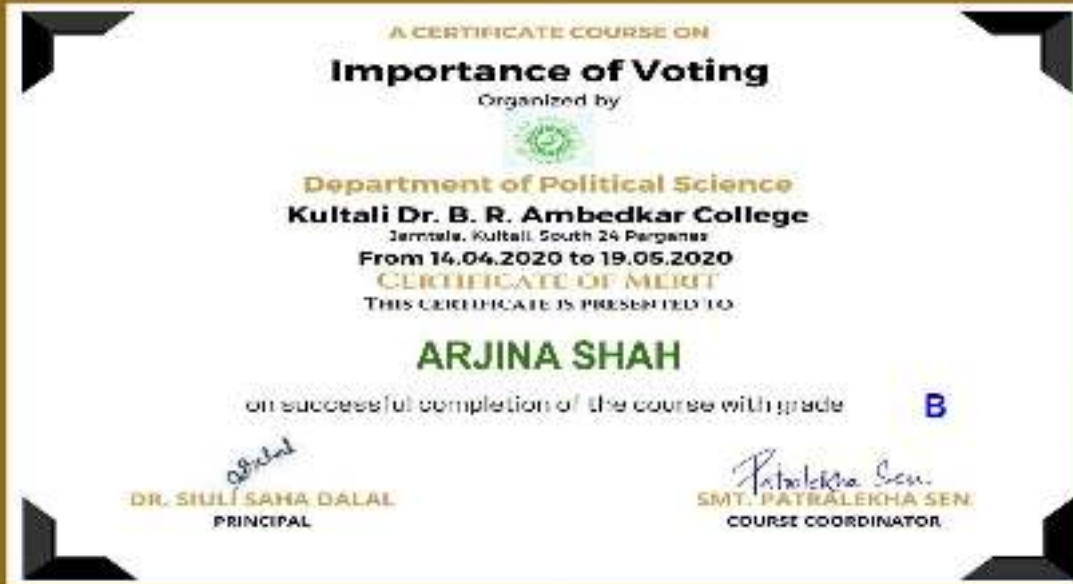 A CERTIFICATE COURSE ON
Importance of Voting
Organized by
Department of Political Science
Kultali Dr. B. R. Ambedkar College
Jamtala, Kultali, South 24 Parganas
From 14.04.2020 to 19.05.2020
CERTIFICATE OF MERIT
THIS CERTIFICATE IS PRESENTED TO
ARJINA SHAH
on successful completion of the course with grade B
Patralekha Sen.
DR. SIULI SAHA DALAL
SMT. PATRALEKHA SEN
PRINCIPAL
COURSE COORDINATOR